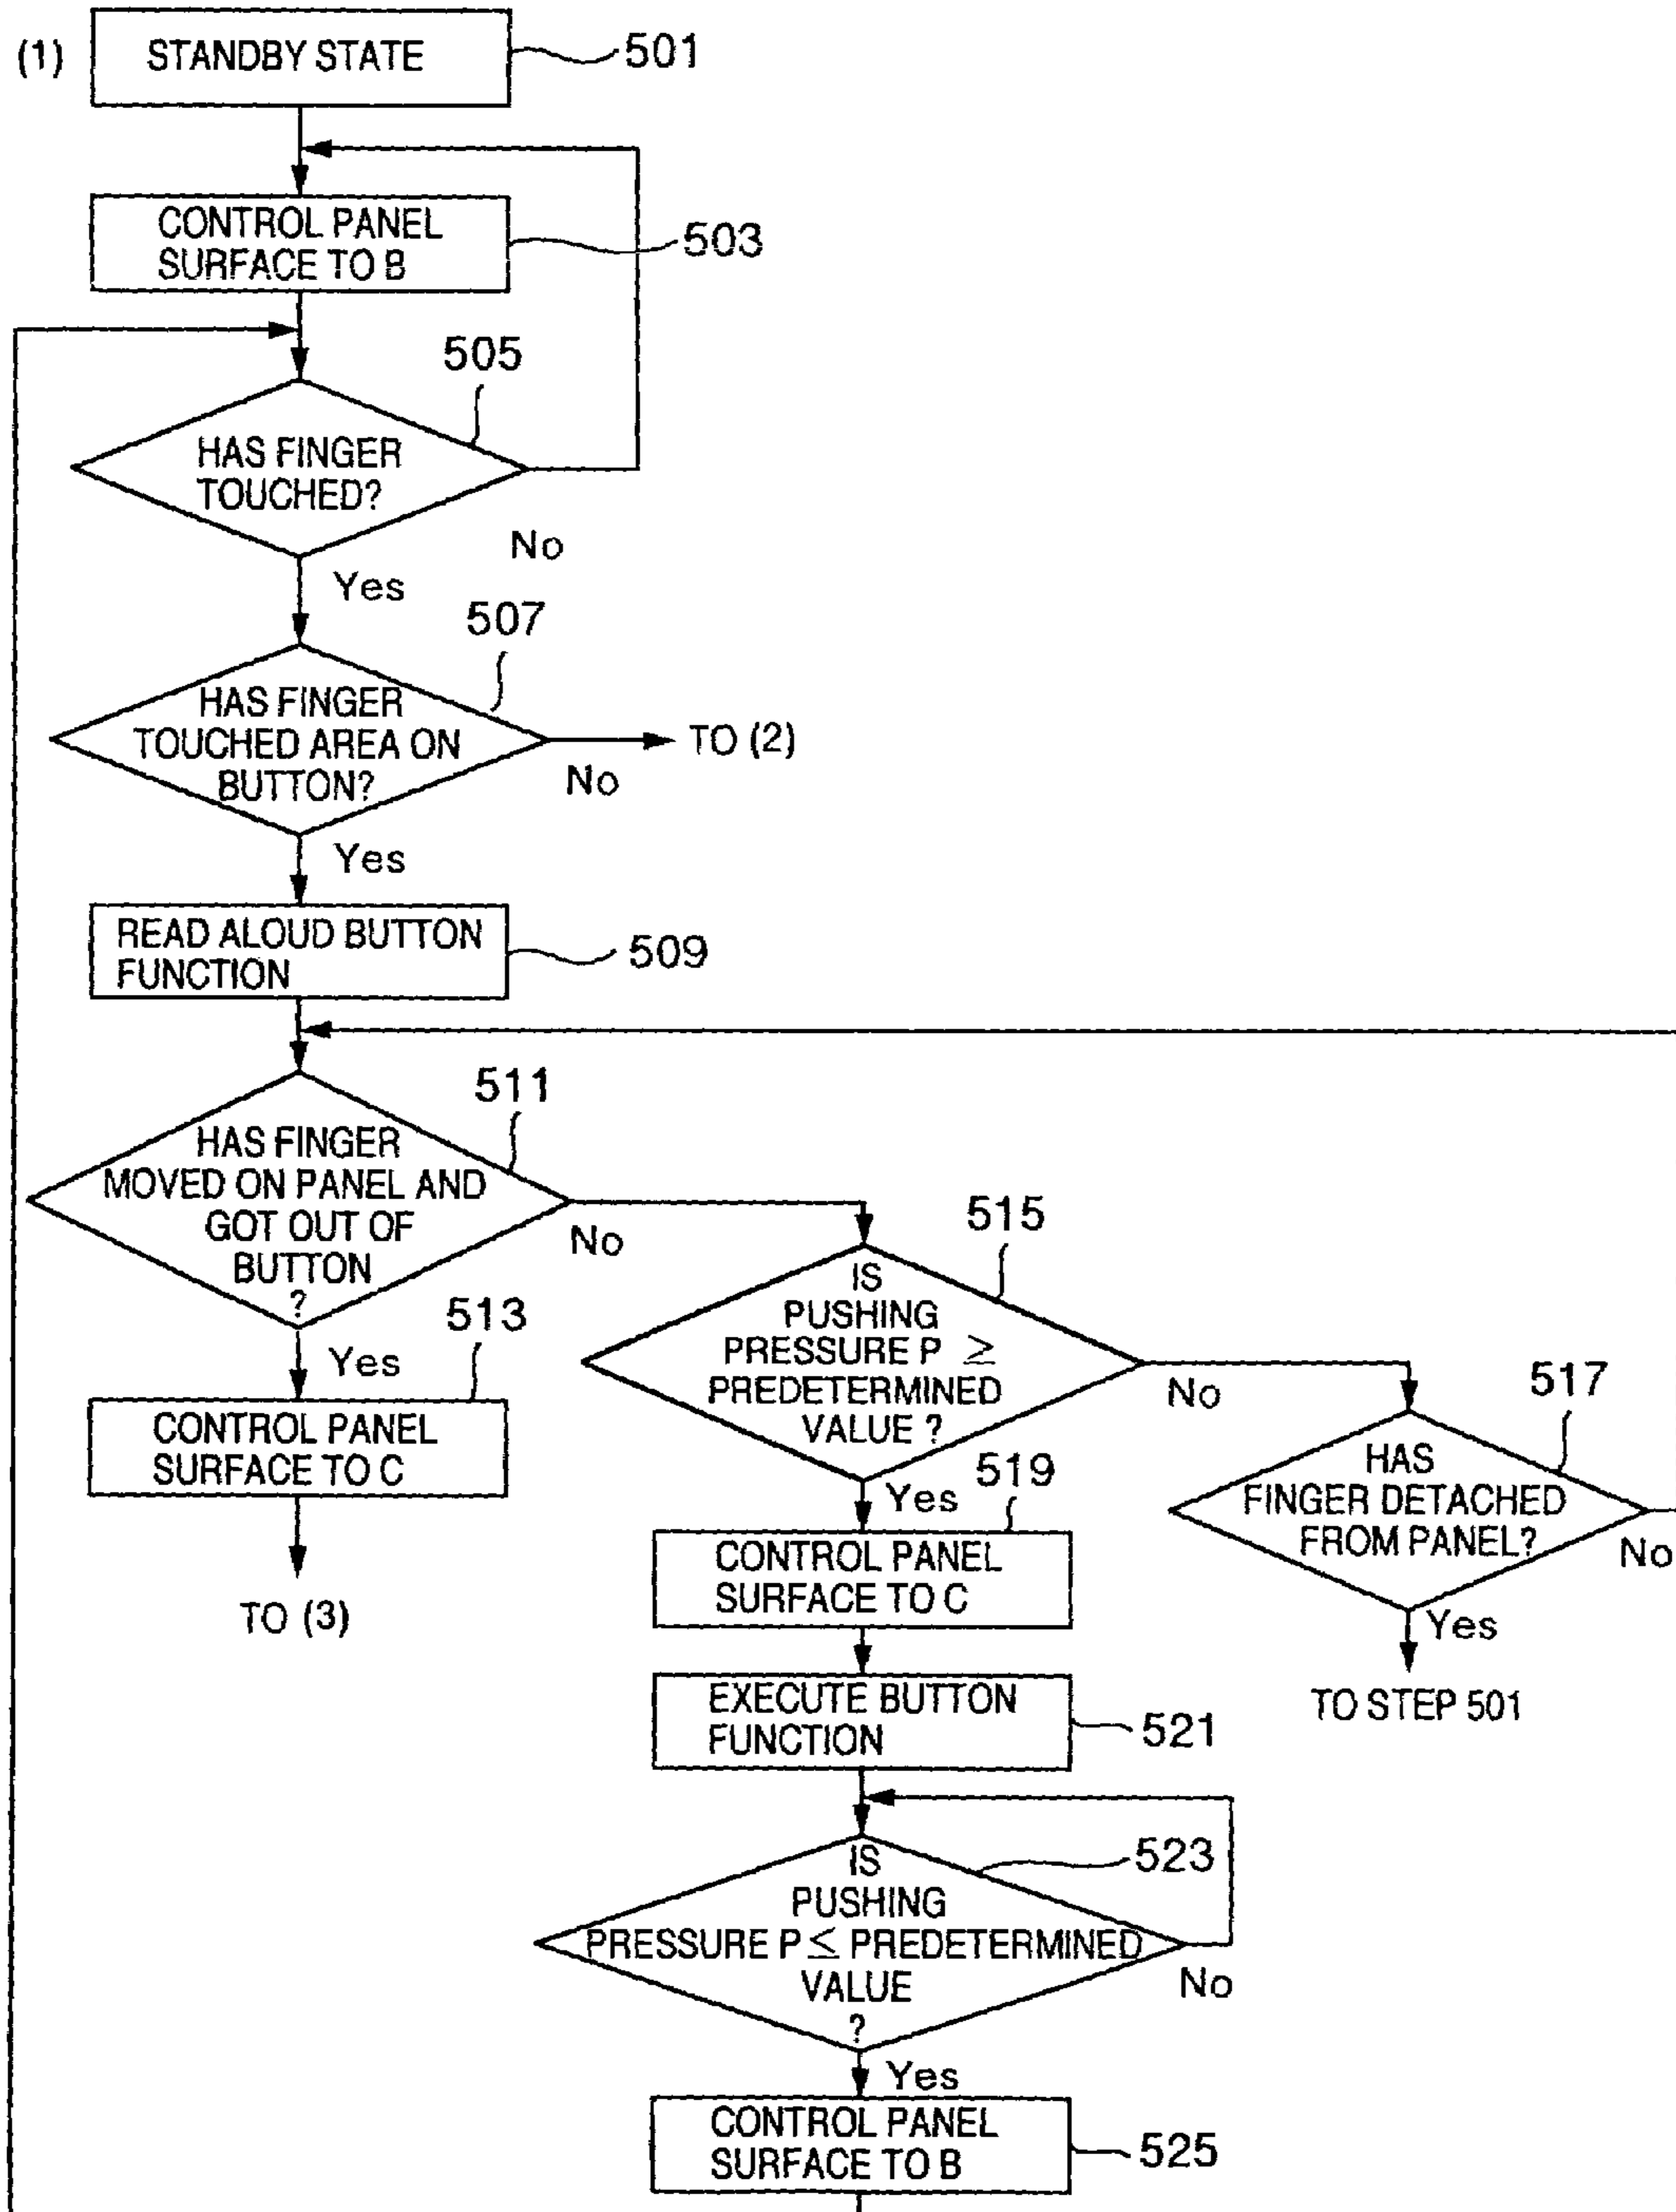 (1) STANDBY STATE 501
CONTROL PANEL
SURFACE TO B
503
505
HAS FINGER
TOUCHED?
No
Yes
507
HAS FINGER
TOUCHED AREA ON
BUTTON?
TO (2)
No
Yes
READ ALOUD BUTTON
FUNCTION
509
511
HAS FINGER
MOVED ON PANEL AND
GOT OUT OF
BUTTON
?
No
Yes
513
CONTROL PANEL
SURFACE TO C
TO (3)
515
IS
PUSHING
PRESSURE P ≥
PREDETERMINED
VALUE ?
No
Yes
517
HAS
FINGER DETACHED
FROM PANEL?
No
Yes
TO STEP 501
519
CONTROL PANEL
SURFACE TO C
EXECUTE BUTTON
FUNCTION
521
523
IS
PUSHING
PRESSURE P ≤ PREDETERMINED
VALUE
?
No
Yes
CONTROL PANEL
SURFACE TO B
525